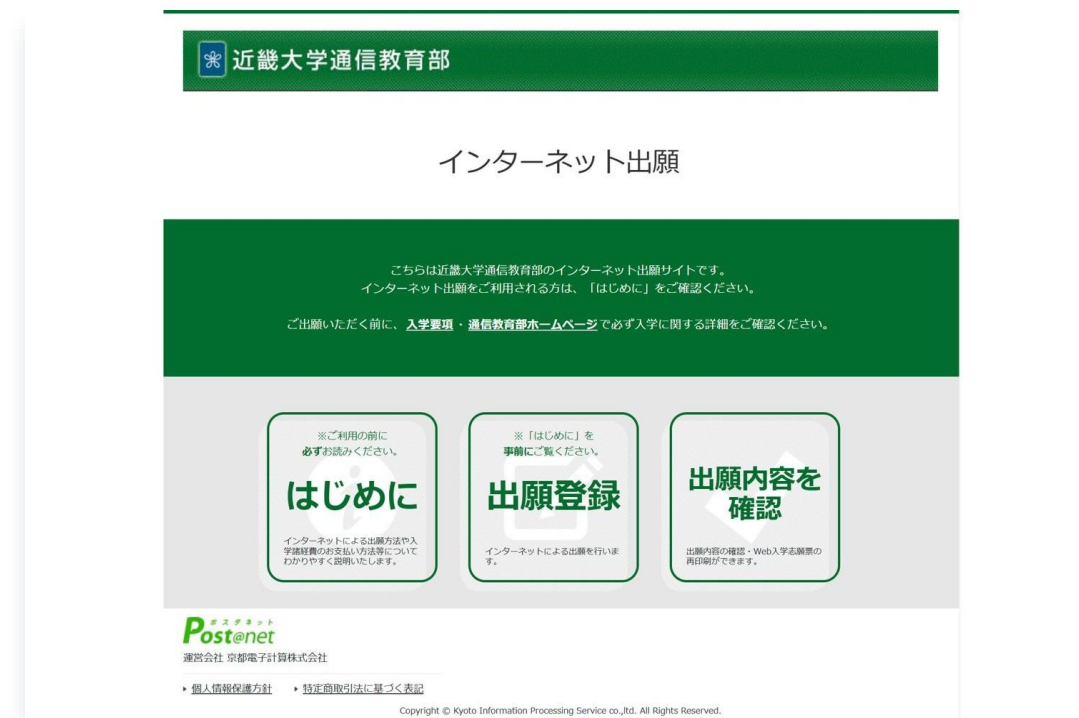 近畿大学通信教育部
インターネット出願
こちらは近畿大学通信教育部のインターネット出願サイトです。
インターネット出願をご利用される方は、「はじめに」をご確認ください。
ご出願いただく前に、入学要項・通信教育部ホームページで必ず入学に関する詳細をご確認ください。
※ご利用の前に
必ずお読みください。
はじめに
インターネットによる出願方法や入
学諸経費のお支払い方法等について
わかりやすく説明いたします。
※「はじめに」を
事前にご覧ください。
出願登録
インターネットによる出願を行いま
す。
出願内容を
確認
出願内容の確認・Web入学志願票の
再印刷ができます。
ポスタネット
Post@net
運営会社 京都電子計算株式会社
個人情報保護方針
特定商取引法に基づく表記
Copyright © Kyoto Information Processing Service co.,ltd. All Rights Reserved.